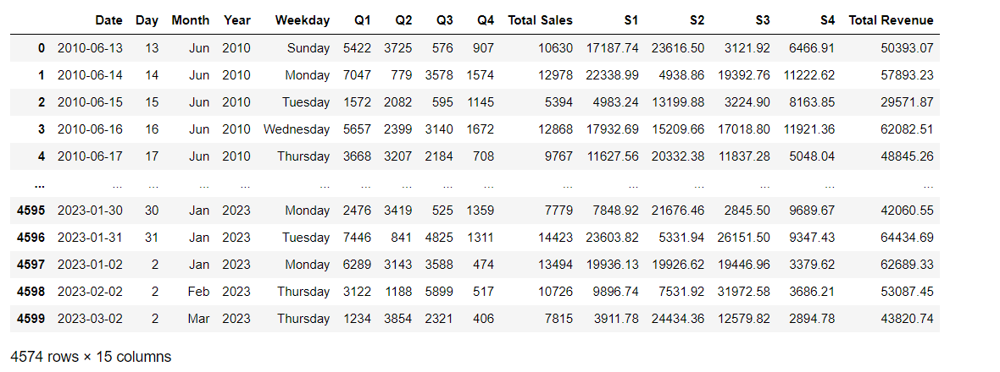 Date Day Month Year Weekday Q1 Q2 Q3 Q4 Total Sales S1 S2 S3 S4 Total Revenue
0 2010-06-13 13 Jun 2010 Sunday 5422 3725 576 907 10630 17187.74 23616.50 3121.92 6466.91 50393.07
1 2010-06-14 14 Jun 2010 Monday 7047 779 3578 1574 12978 22338.99 4938.86 19392.76 11222.62 57893.23
2 2010-06-15 15 Jun 2010 Tuesday 1572 2082 595 1145 5394 4983.24 13199.88 3224.90 8163.85 29571.87
3 2010-06-16 16 Jun 2010 Wednesday 5657 2399 3140 1672 12868 17932.69 15209.66 17018.80 11921.36 62082.51
4 2010-06-17 17 Jun 2010 Thursday 3668 3207 2184 708 9767 11627.56 20332.38 11837.28 5048.04 48845.26
... ... ... ... ... ... ... ... ... ... ... ... ... ... ... ...
4595 2023-01-30 30 Jan 2023 Monday 2476 3419 525 1359 7779 7848.92 21676.46 2845.50 9689.67 42060.55
4596 2023-01-31 31 Jan 2023 Tuesday 7446 841 4825 1311 14423 23603.82 5331.94 26151.50 9347.43 64434.69
4597 2023-01-02 2 Jan 2023 Monday 6289 3143 3588 474 13494 19936.13 19926.62 19446.96 3379.62 62689.33
4598 2023-02-02 2 Feb 2023 Thursday 3122 1188 5899 517 10726 9896.74 7531.92 31972.58 3686.21 53087.45
4599 2023-03-02 2 Mar 2023 Thursday 1234 3854 2321 406 7815 3911.78 24434.36 12579.82 2894.78 43820.74
4574 rows × 15 columns